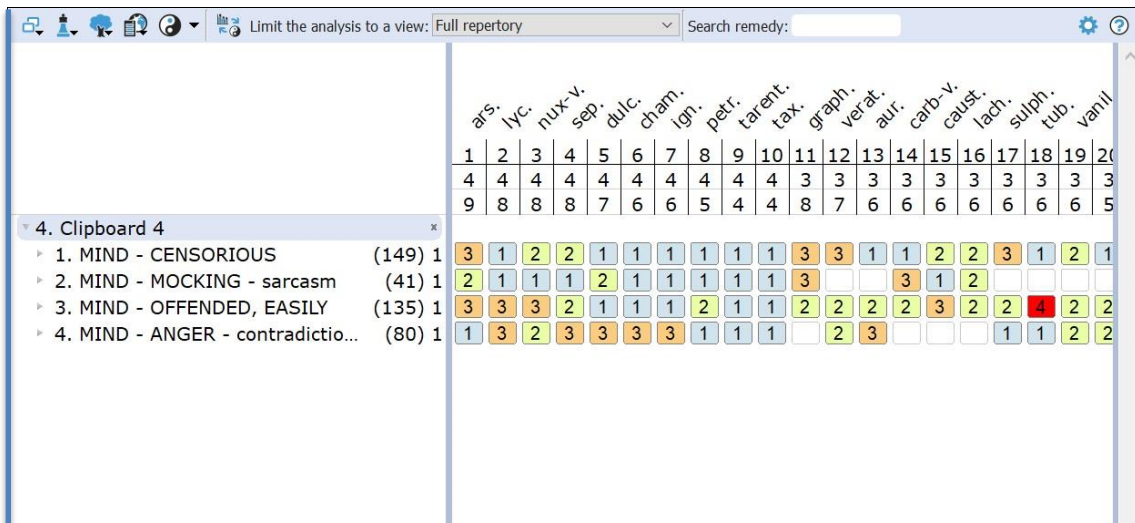 Limit the analysis to a view: Full repertory Search remedy:
ars. lyc. nux-v. sep. dulc. cham. ign. petr. tarent. tax. graph. verat. aur. carb-v. caust. lach. sulph. tub. vanil
1 2 3 4 5 6 7 8 9 10 11 12 13 14 15 16 17 18 19 20
4 4 4 4 4 4 4 4 4 4 3 3 3 3 3 3 3 3 3 3
9 8 8 8 7 6 6 5 4 4 8 7 6 6 6 6 6 6 6 5
4. Clipboard 4 x
1. MIND - CENSORIOUS (149) 1 3 1 2 2 1 1 1 1 1 1 3 3 1 1 2 2 3 1 2 1
2. MIND - MOCKING - sarcasm (41) 1 2 1 1 1 2 1 1 1 1 1 3 3 1 2
3. MIND - OFFENDED, EASILY (135) 1 3 3 3 2 1 1 1 2 1 1 2 2 2 2 3 2 2 4 2 2
4. MIND - ANGER - contradictio... (80) 1 1 3 2 3 3 3 3 1 1 1 2 3 1 1 2 2